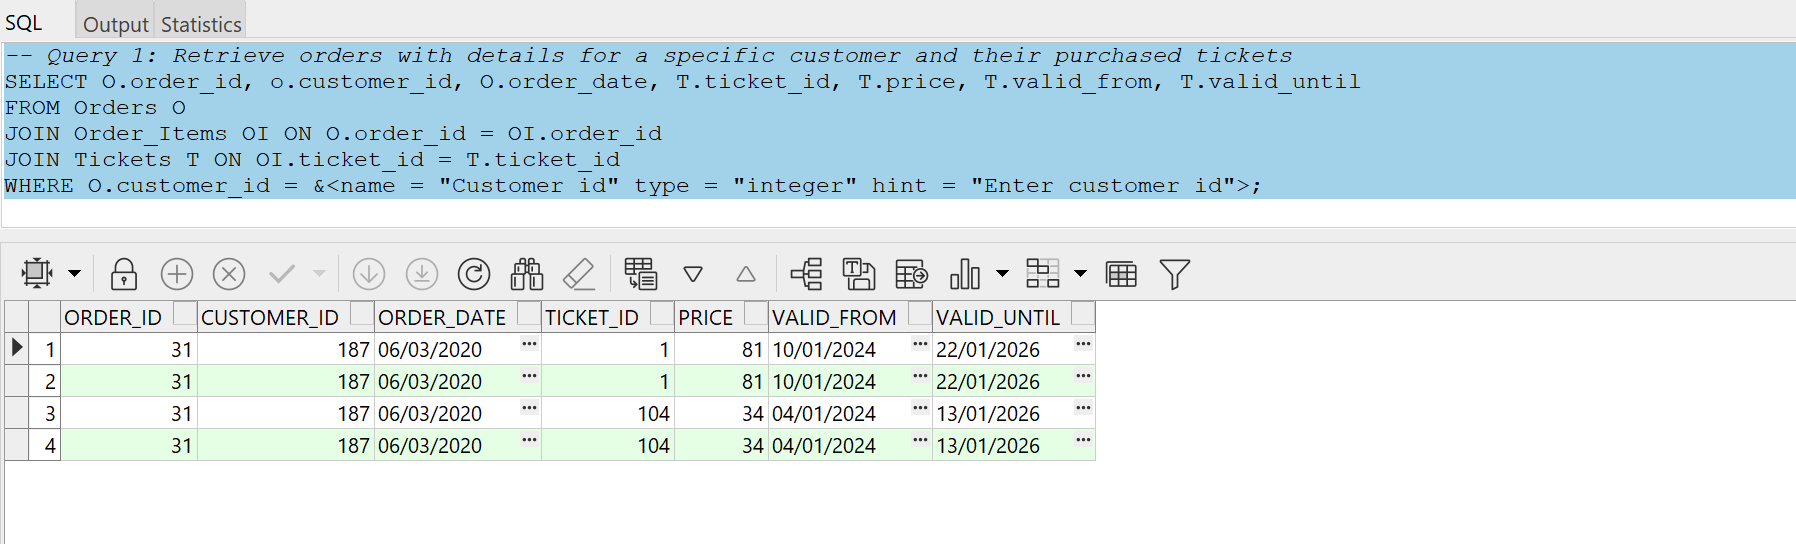 SQL Output Statistics
-- Query 1: Retrieve orders with details for a specific customer and their purchased tickets
SELECT O.order_id, o.customer_id, O.order_date, T.ticket_id, T.price, T.valid_from, T.valid_until
FROM Orders O
JOIN Order_Items OI ON O.order_id = OI.order_id
JOIN Tickets T ON OI.ticket_id = T.ticket_id
WHERE O.customer_id = &<name = "Customer id" type = "integer" hint = "Enter customer id">;
ORDER_ID CUSTOMER_ID ORDER_DATE TICKET_ID PRICE VALID_FROM VALID_UNTIL
1 31 187 06/03/2020 ... 1 81 10/01/2024 ... 22/01/2026 ...
2 31 187 06/03/2020 ... 1 81 10/01/2024 ... 22/01/2026 ...
3 31 187 06/03/2020 ... 104 34 04/01/2024 ... 13/01/2026 ...
4 31 187 06/03/2020 ... 104 34 04/01/2024 ... 13/01/2026 ...